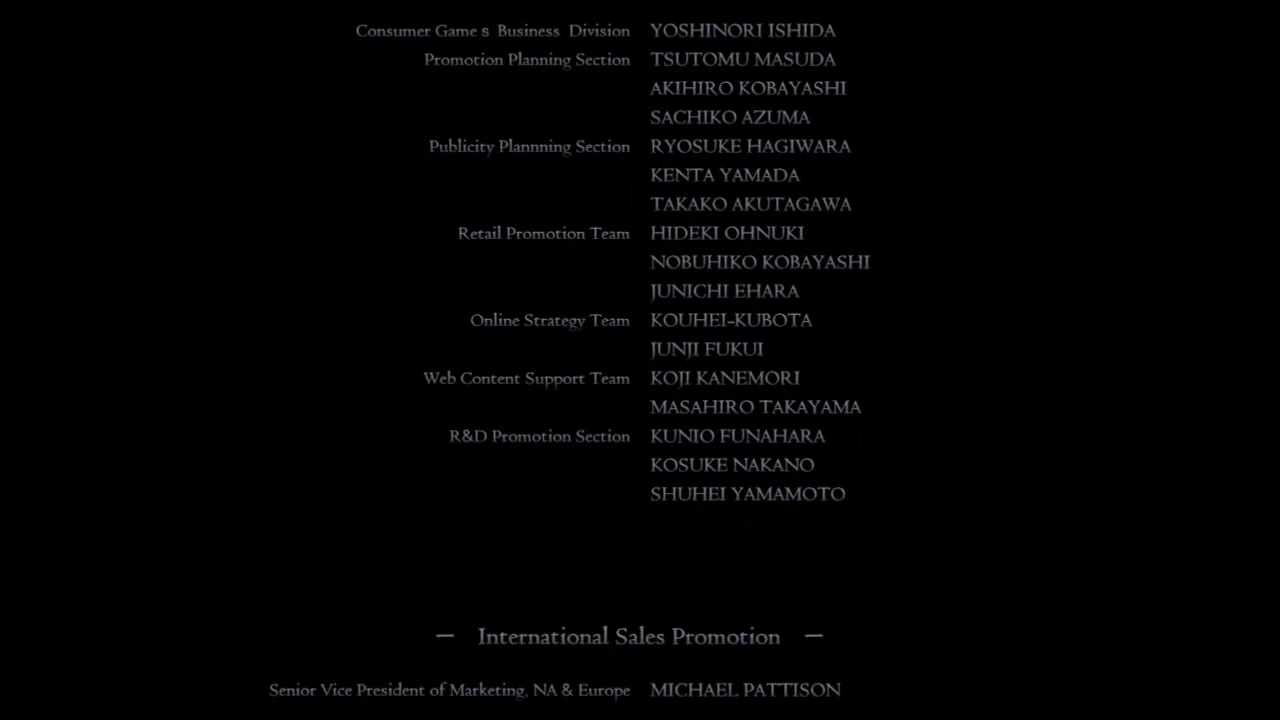 Consumer Games Business Division YOSHINORI ISHIDA
Promotion Planning Section TSUTOMU MASUDA
AKIHIRO KOBAYASHI
SACHIKO AZUMA
Publicity Plannning Section RYOSUKE HAGIWARA
KENTA YAMADA
TAKAKO AKUTAGAWA
Retail Promotion Team HIDEKI OHNUKI
NOBUHIKO KOBAYASHI
JUNICHI EHARA
Online Strategy Team KOUHEI-KUBOTA
JUNJI FUKUI
Web Content Support Team KOJI KANEMORI
MASAHIRO TAKAYAMA
R&D Promotion Section KUNIO FUNAHARA
KOSUKE NAKANO
SHUHEI YAMAMOTO
— International Sales Promotion —
Senior Vice President of Marketing, NA & Europe MICHAEL PATTISON